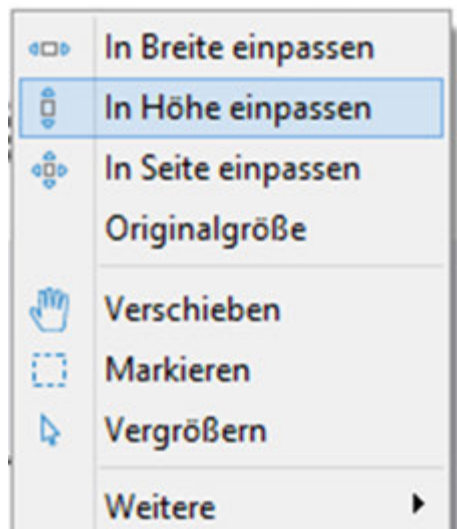 In Breite einpassen
In Höhe einpassen
In Seite einpassen
Originalgröße
Verschieben
Markieren
Vergrößern
Weitere